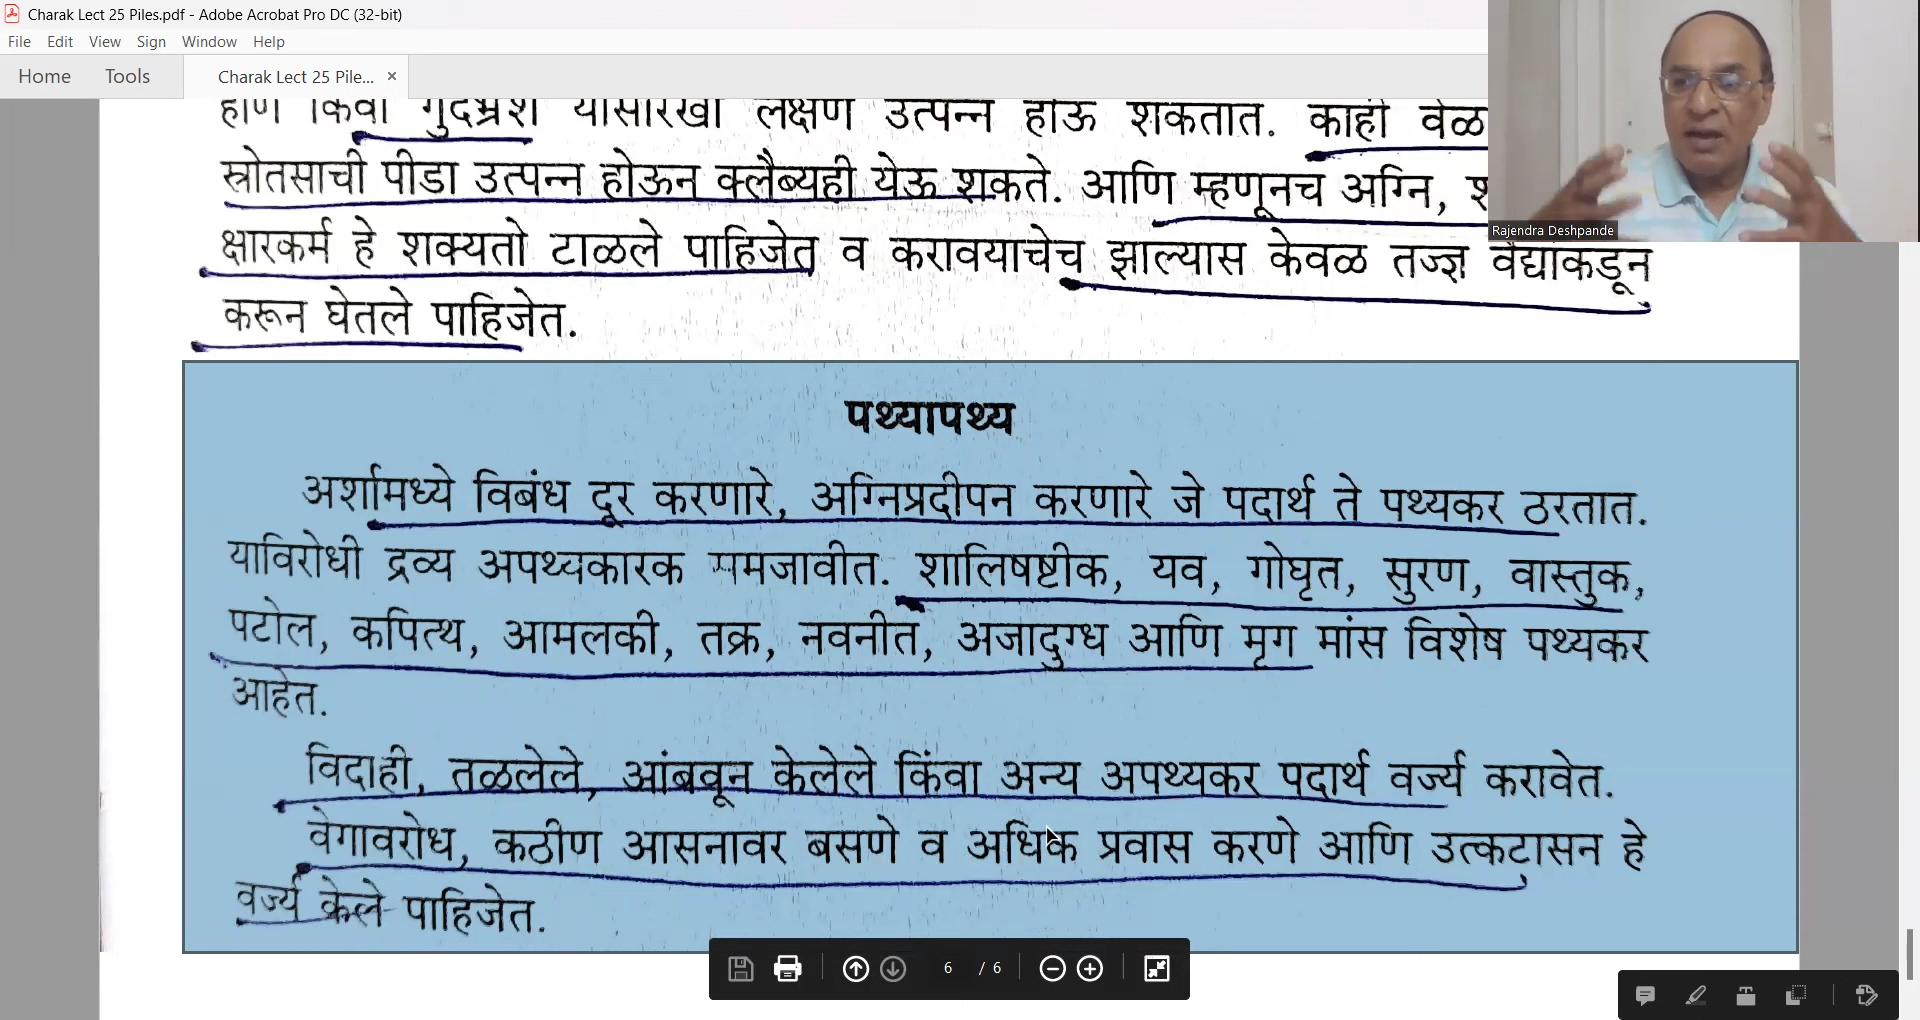 Charak Lect 25 Piles.pdf - Adobe Acrobat Pro DC (32-bit)
File Edit View Sign Window Help
Home Tools Charak Lect 25 Pile... ×
होणे किंवा गुदभ्रंश यासारखी लक्षणे उत्पन्न होऊ शकतात. काही वेळ
स्रोतसाची पीडा उत्पन्न होऊन क्लैब्यही येऊ शकते. आणि म्हणूनच अग्नि,
Rajendra Deshpande
क्षारकर्म हे शक्यतो टाळले पाहिजेत व करावयाचेच झाल्यास केवळ तज्ज्ञ वैद्याकडून
करून घेतले पाहिजेत.
पथ्यापथ्य
अर्शामध्ये विबंध दूर करणारे, अग्निप्रदीपन करणारे जे पदार्थ ते पथ्यकर ठरतात.
याविरोधी द्रव्य अपथ्यकारक समजावीत. शालिषष्टीक, यव, गोघृत, सुरण, वास्तुक,
पटोल, कपित्थ, आमलकी, तक्र, नवनीत, अजादुग्ध आणि मृग मांस विशेष पथ्यकर
आहेत.
विदाही, तळलेले, आंबवून केलेले किंवा अन्य अपथ्यकर पदार्थ वर्ज्य करावेत.
वेगावरोध, कठीण आसनावर बसणे व अधिक प्रवास करणे आणि उत्कटासन हे
वर्ज्य केले पाहिजेत.
6 / 6